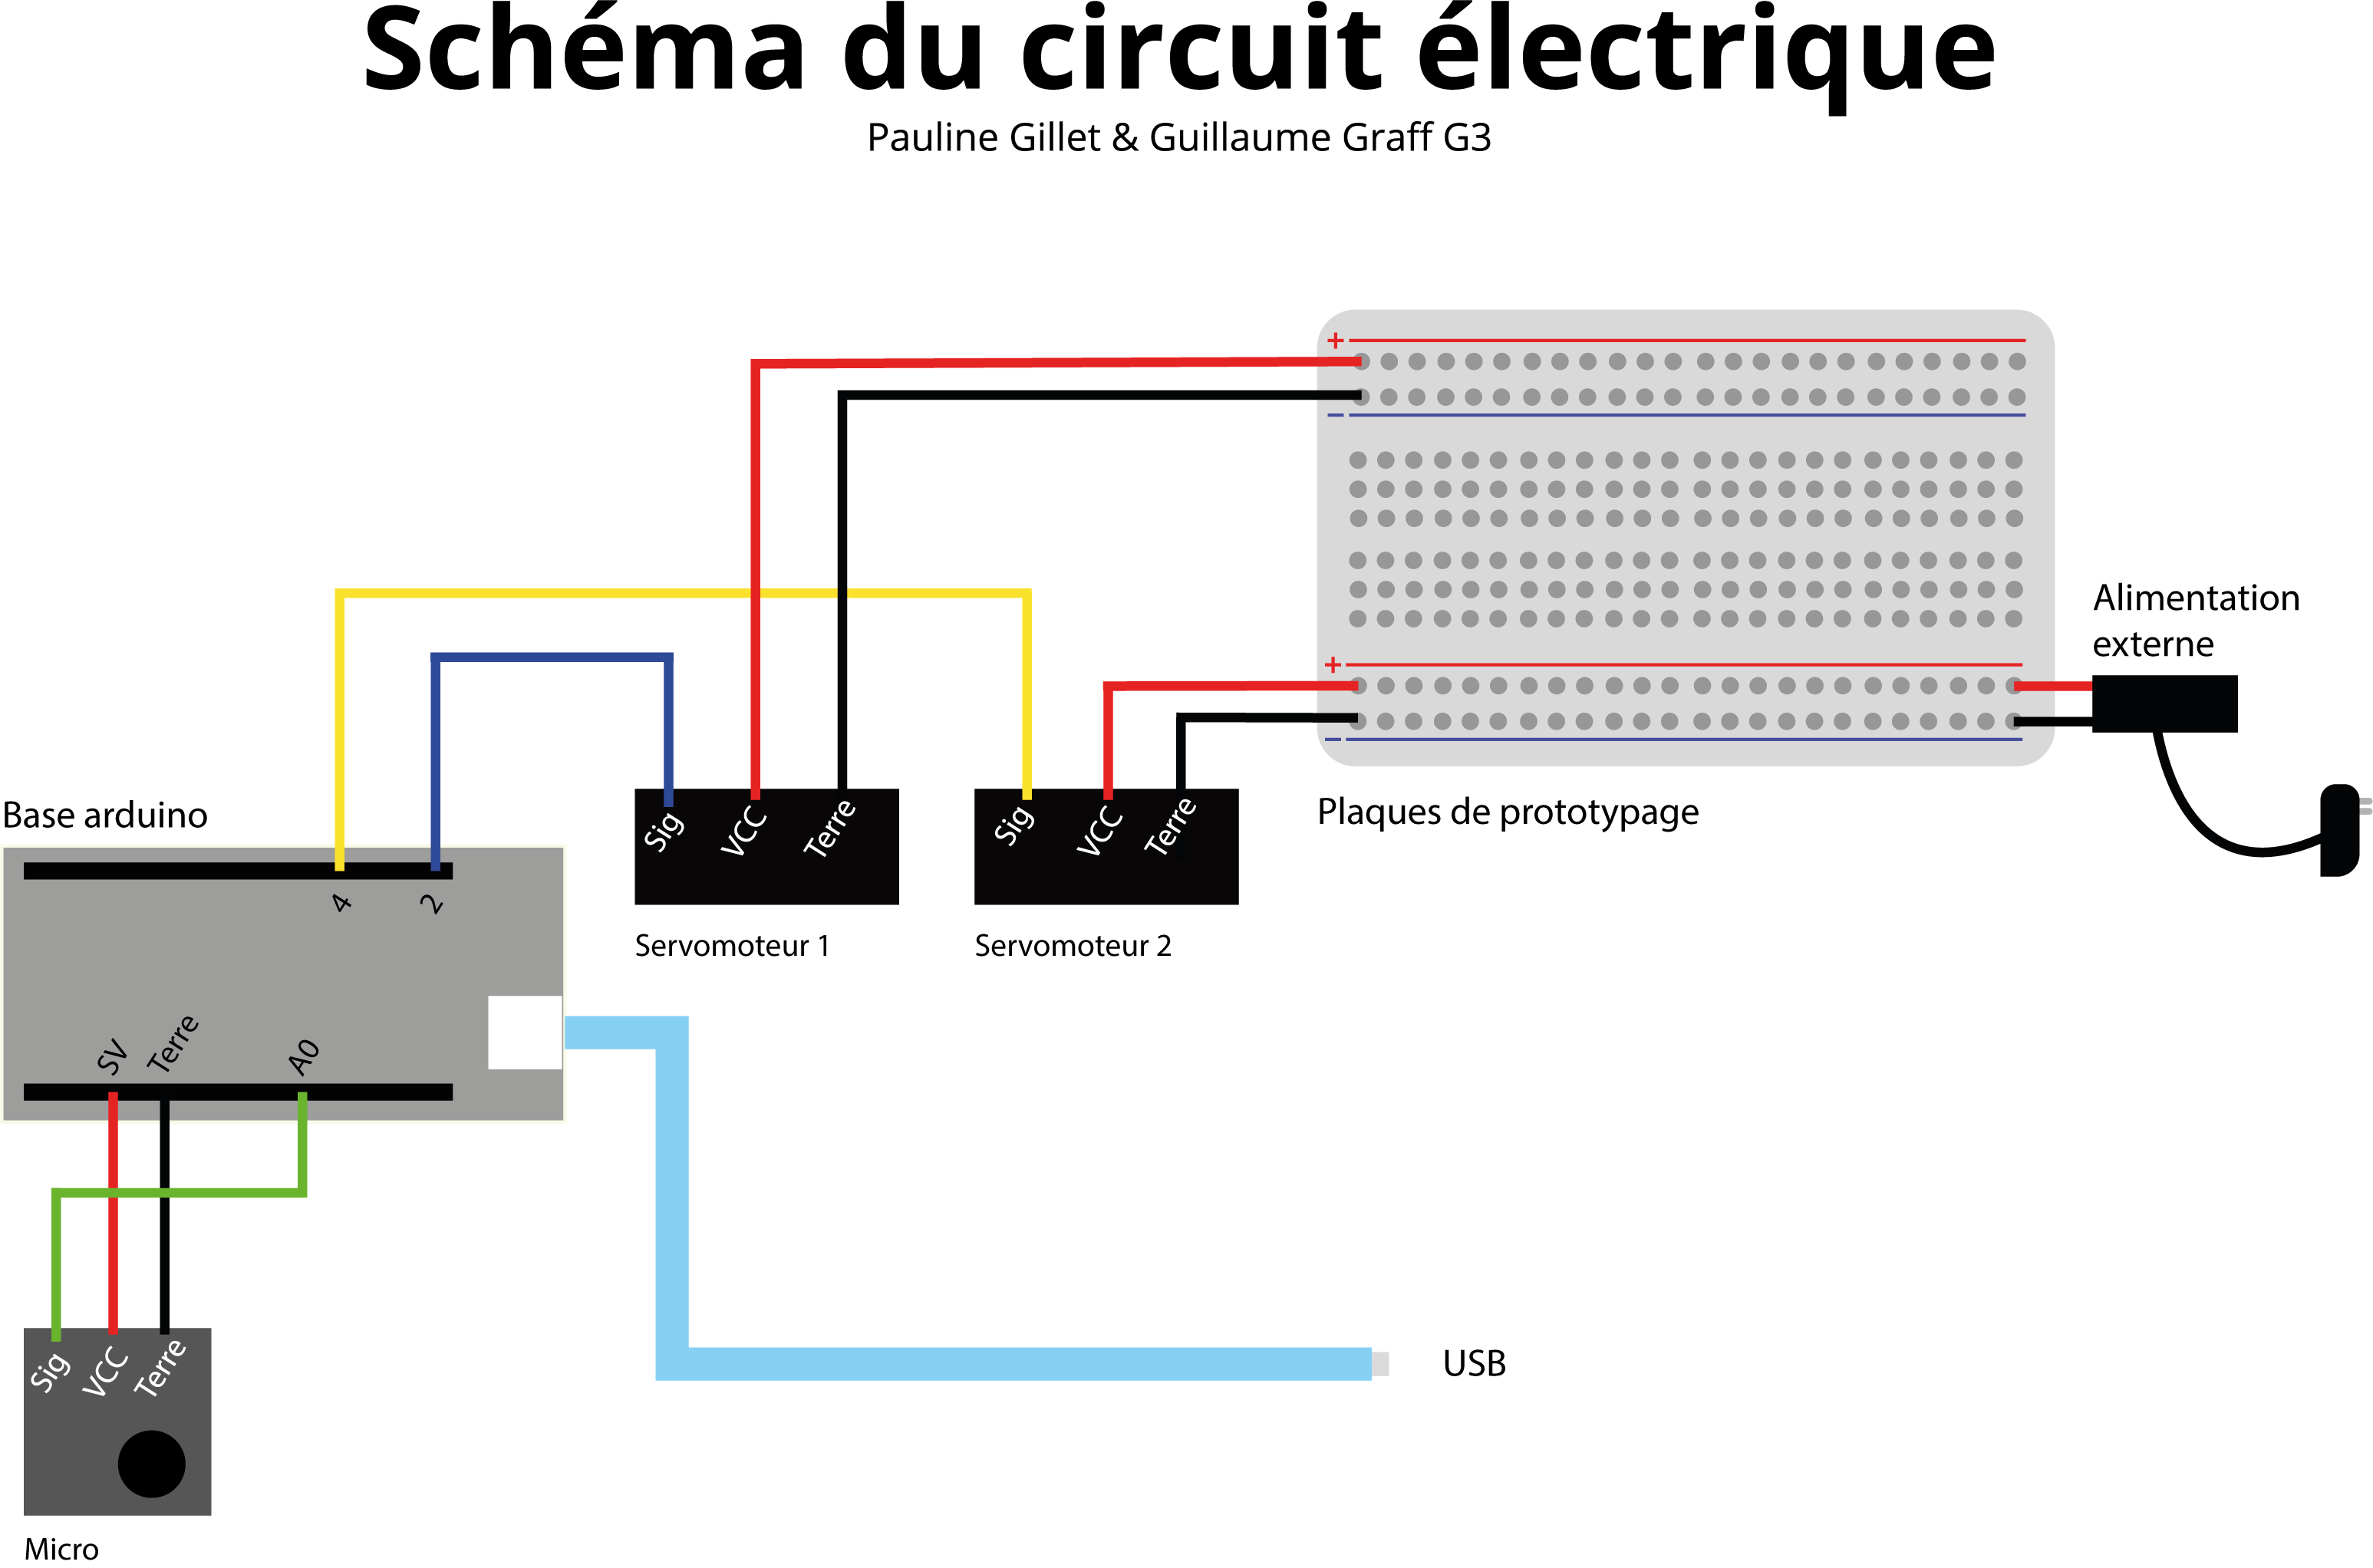 Schéma du circuit électrique
Pauline Gillet & Guillaume Graff G3
+
−
+
−
Alimentation
externe
Plaques de prototypage
Base arduino
4
2
Sig
VCC
Terre
Servomoteur 1
Sig
VCC
Terre
Servomoteur 2
SV
Terre
A0
USB
Sig
VCC
Terre
Micro